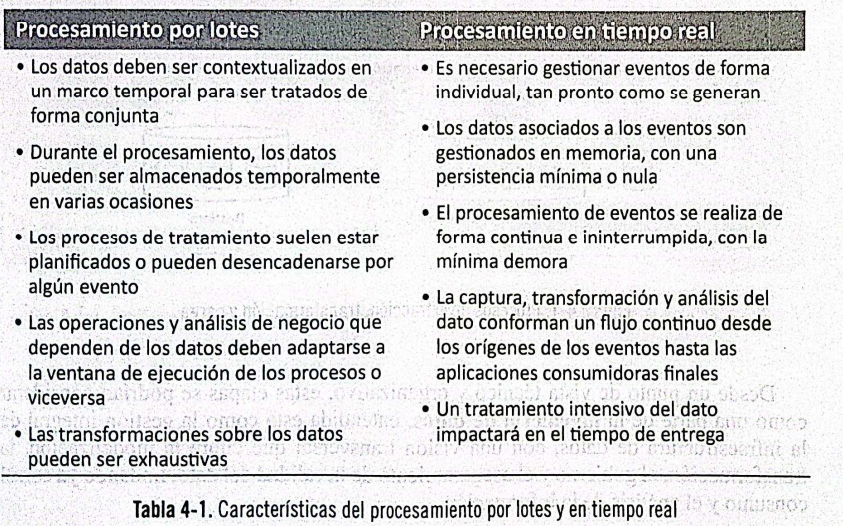 Procesamiento por lotes
• Los datos deben ser contextualizados en
un marco temporal para ser tratados de
forma conjunta
• Durante el procesamiento, los datos
pueden ser almacenados temporalmente
en varias ocasiones
• Los procesos de tratamiento suelen estar
planificados o pueden desencadenarse por
algún evento
• Las operaciones y análisis de negocio que
dependen de los datos deben adaptarse a
la ventana de ejecución de los procesos o
viceversa
• Las transformaciones sobre los datos
pueden ser exhaustivas
Procesamiento en tiempo real
• Es necesario gestionar eventos de forma
individual, tan pronto como se generan
• Los datos asociados a los eventos son
gestionados en memoria, con una
persistencia mínima o nula
• El procesamiento de eventos se realiza de
forma continua e ininterrumpida, con la
mínima demora
• La captura, transformación y análisis del
dato conforman un flujo continuo desde
los orígenes de los eventos hasta las
aplicaciones consumidoras finales
• Un tratamiento intensivo del dato
impactará en el tiempo de entrega
Tabla 4-1. Características del procesamiento por lotes y en tiempo real